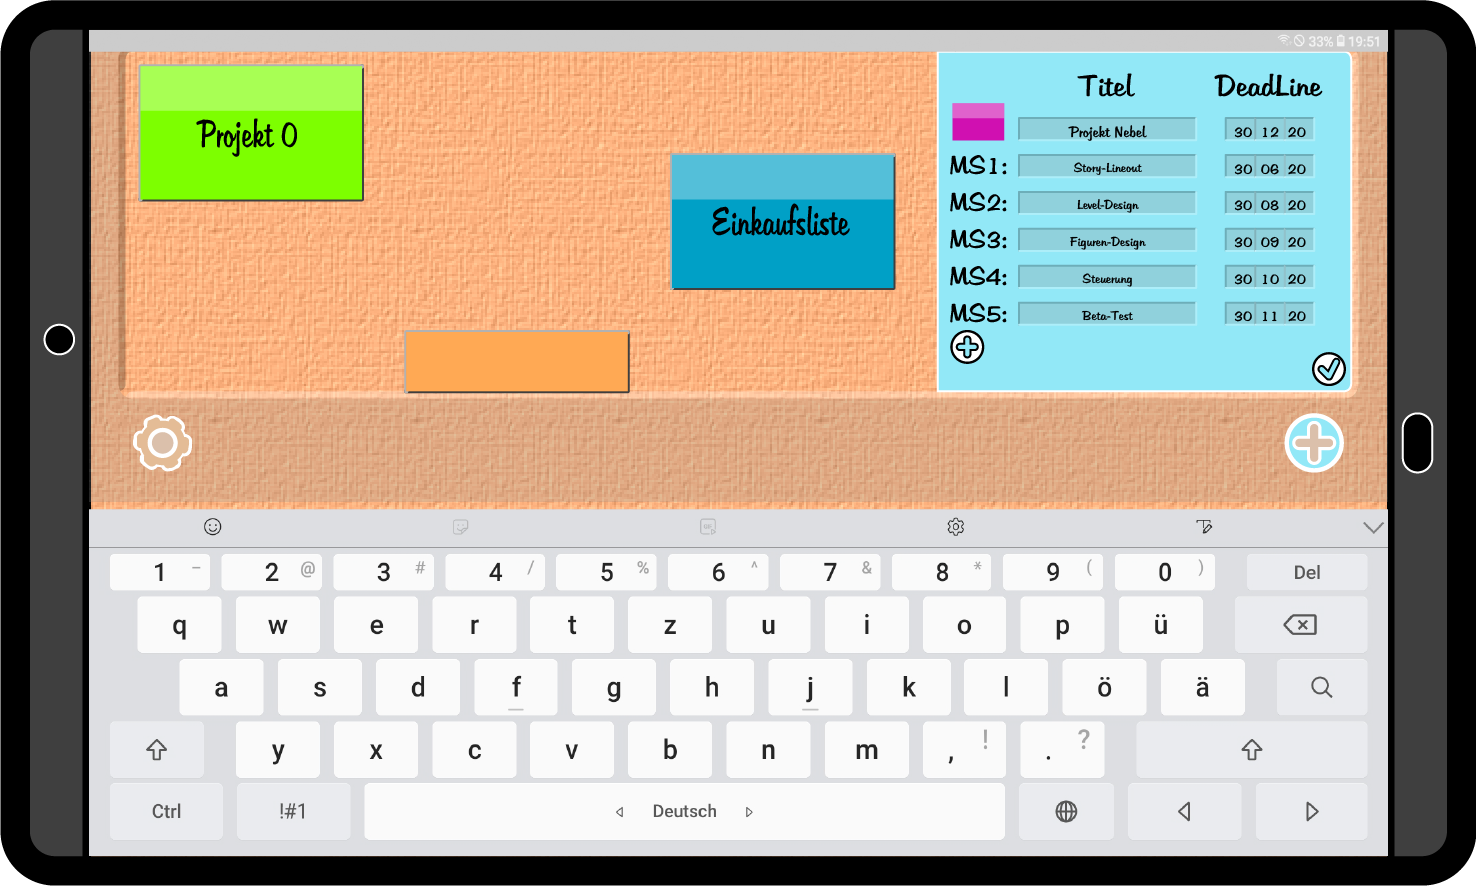 33% 19:51
Projekt 0
Einkaufsliste
Titel DeadLine
Projekt Nebel 30 12 20
MS1: Story-Lineout 30 06 20
MS2: Level-Design 30 08 20
MS3: Figuren-Design 30 09 20
MS4: Steuerung 30 10 20
MS5: Beta-Test 30 11 20
1 – 2 @ 3 # 4 / 5 % 6 ^ 7 & 8 * 9 ( 0 ) Del
q w e r t z u i o p ü
a s d f g h j k l ö ä
y x c v b n m , ! . ?
Ctrl !#1 Deutsch